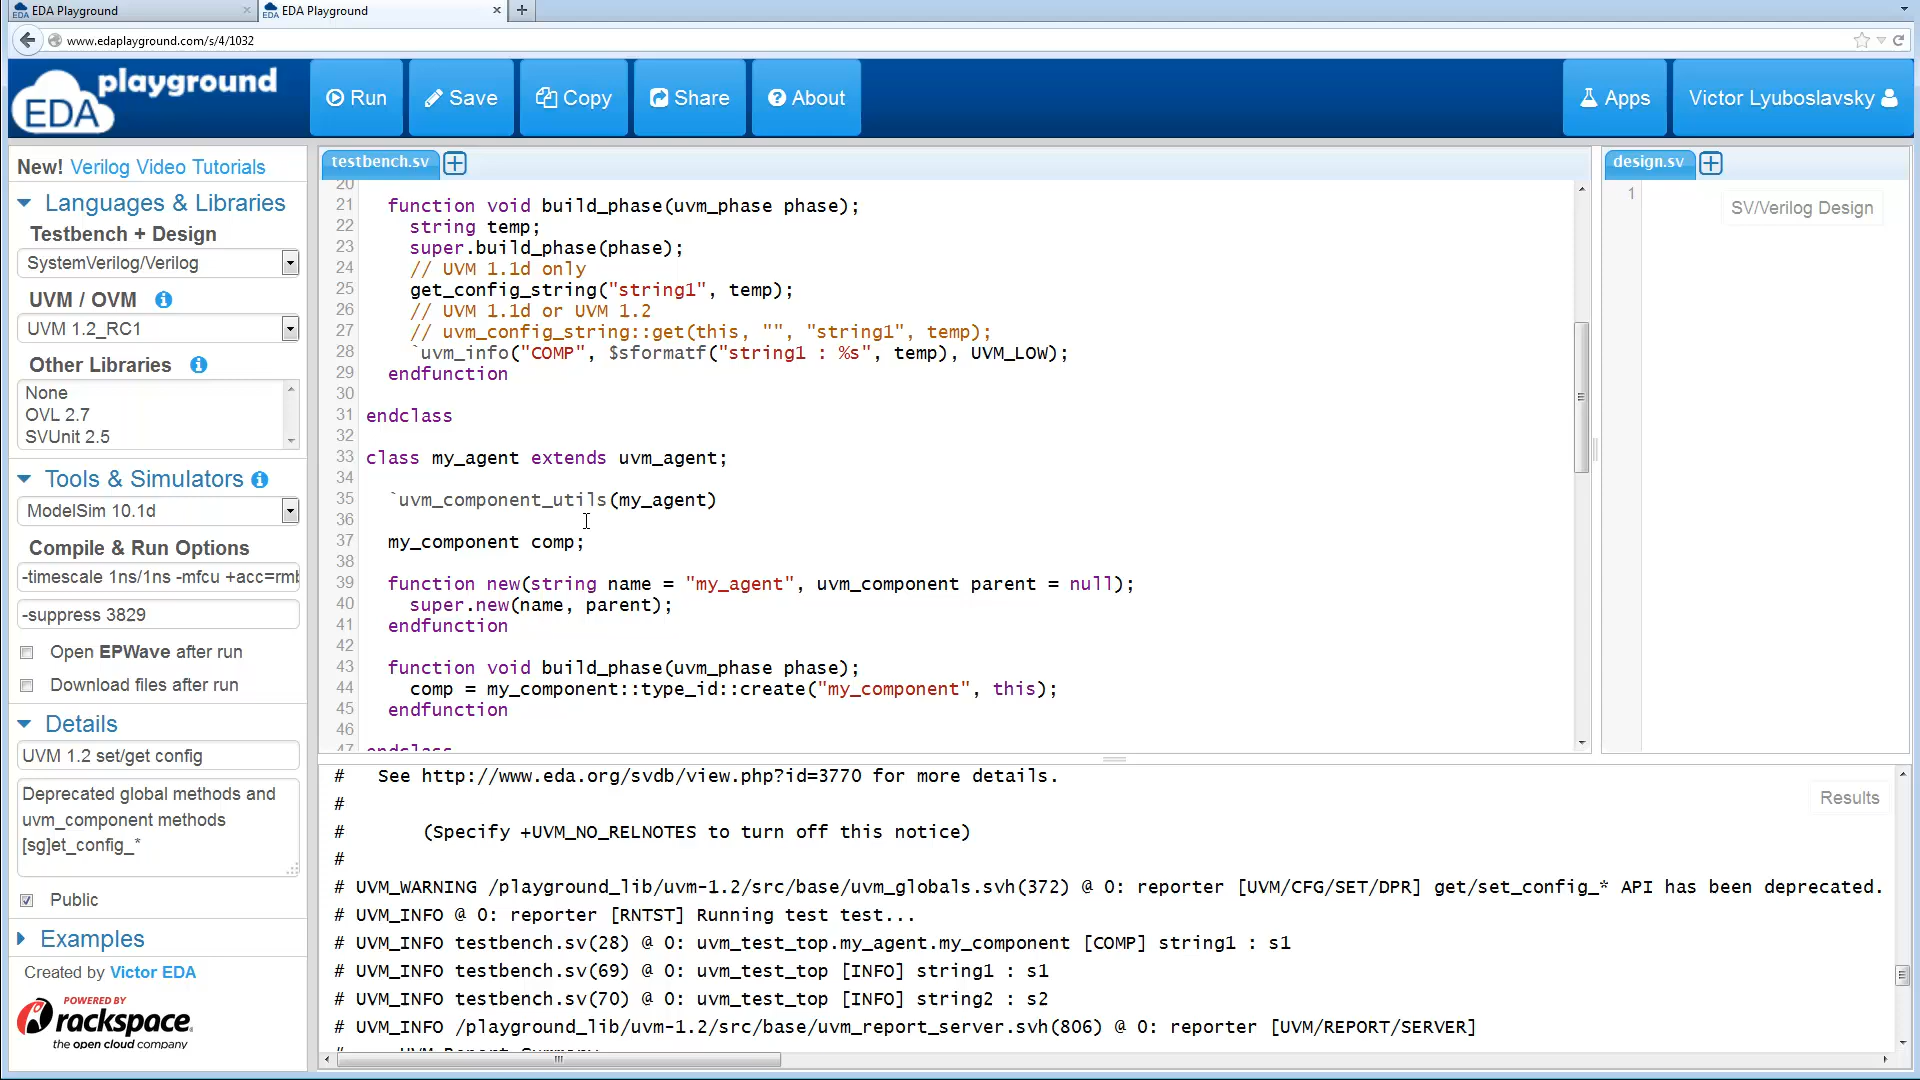 EDA Playground
EDA Playground
www.edaplayground.com/s/4/1032
EDA playground
Run
Save
Copy
Share
About
Apps
Victor Lyuboslavsky
New! Verilog Video Tutorials
Languages & Libraries
Testbench + Design
SystemVerilog/Verilog
UVM / OVM
UVM 1.2_RC1
Other Libraries
None
OVL 2.7
SVUnit 2.5
Tools & Simulators
ModelSim 10.1d
Compile & Run Options
-timescale 1ns/1ns -mfcu +acc=rmb
-suppress 3829
Open EPWave after run
Download files after run
Details
UVM 1.2 set/get config
Deprecated global methods and
uvm_component methods
[sg]et_config_*
Public
Examples
Created by Victor EDA
POWERED BY
rackspace
the open cloud company
testbench.sv
20
21 function void build_phase(uvm_phase phase);
22 string temp;
23 super.build_phase(phase);
24 // UVM 1.1d only
25 get_config_string("string1", temp);
26 // UVM 1.1d or UVM 1.2
27 // uvm_config_string::get(this, "", "string1", temp);
28 `uvm_info("COMP", $sformatf("string1 : %s", temp), UVM_LOW);
29 endfunction
30
31 endclass
32
33 class my_agent extends uvm_agent;
34
35 `uvm_component_utils(my_agent)
36
37 my_component comp;
38
39 function new(string name = "my_agent", uvm_component parent = null);
40 super.new(name, parent);
41 endfunction
42
43 function void build_phase(uvm_phase phase);
44 comp = my_component::type_id::create("my_component", this);
45 endfunction
46
47 endclass
design.sv
1
SV/Verilog Design
# See http://www.eda.org/svdb/view.php?id=3770 for more details.
#
# (Specify +UVM_NO_RELNOTES to turn off this notice)
#
# UVM_WARNING /playground_lib/uvm-1.2/src/base/uvm_globals.svh(372) @ 0: reporter [UVM/CFG/SET/DPR] get/set_config_* API has been deprecated.
# UVM_INFO @ 0: reporter [RNTST] Running test test...
# UVM_INFO testbench.sv(28) @ 0: uvm_test_top.my_agent.my_component [COMP] string1 : s1
# UVM_INFO testbench.sv(69) @ 0: uvm_test_top [INFO] string1 : s1
# UVM_INFO testbench.sv(70) @ 0: uvm_test_top [INFO] string2 : s2
# UVM_INFO /playground_lib/uvm-1.2/src/base/uvm_report_server.svh(806) @ 0: reporter [UVM/REPORT/SERVER]
# --- UVM Report Summary
Results